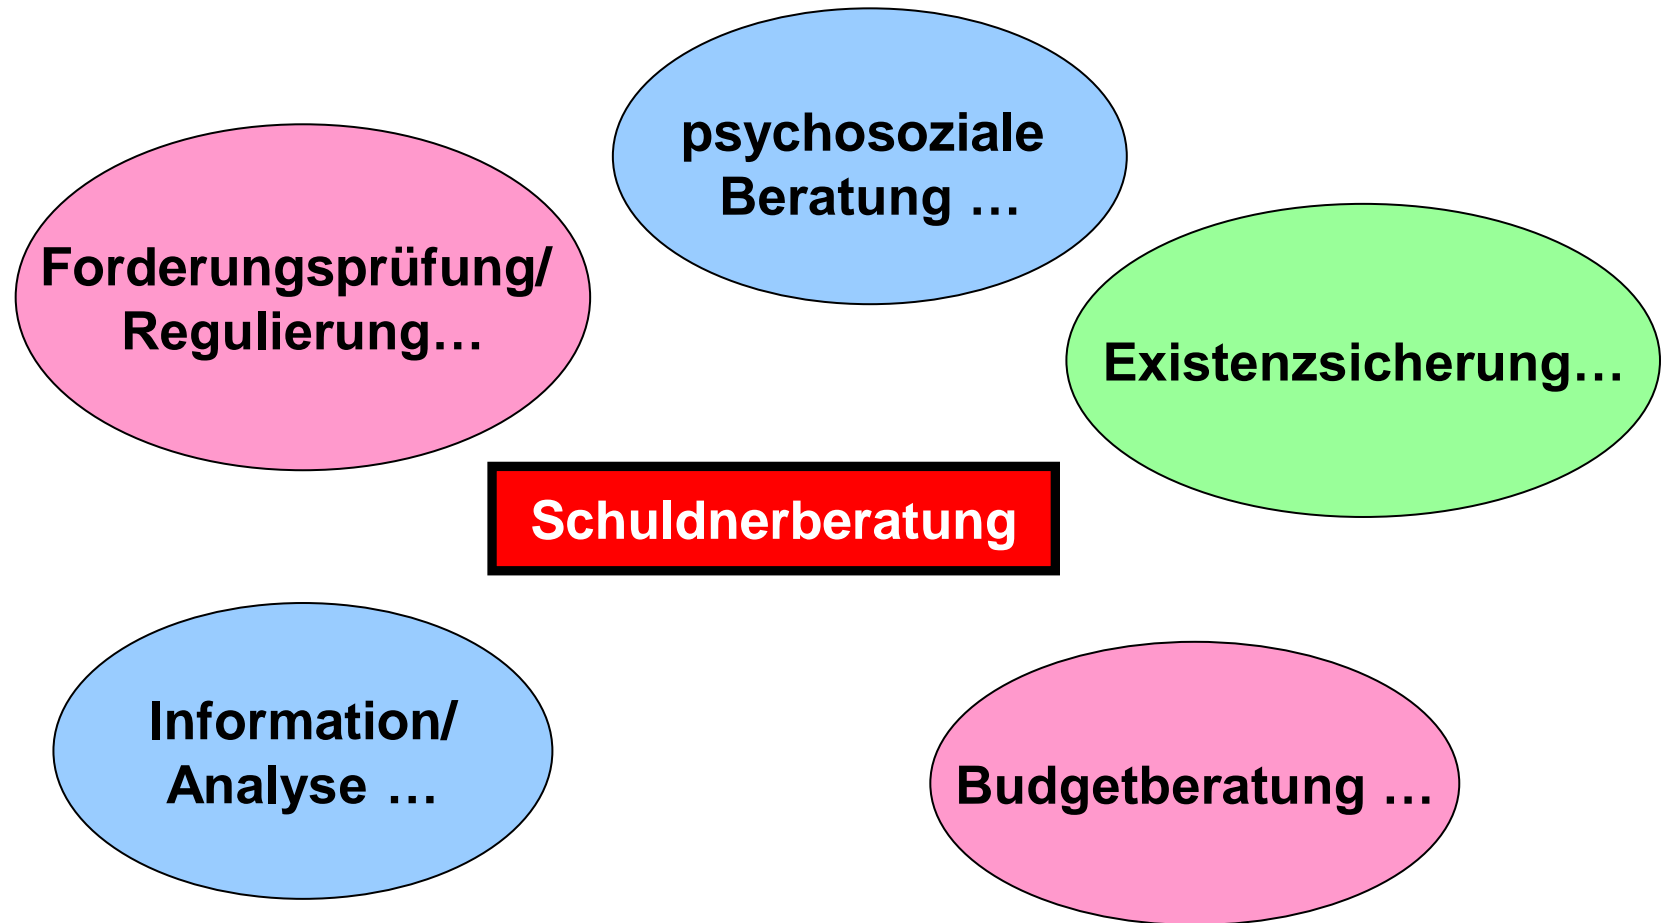 psychosoziale
Beratung …
Forderungsprüfung/
Regulierung…
Existenzsicherung…
Schuldnerberatung
Information/
Analyse …
Budgetberatung …